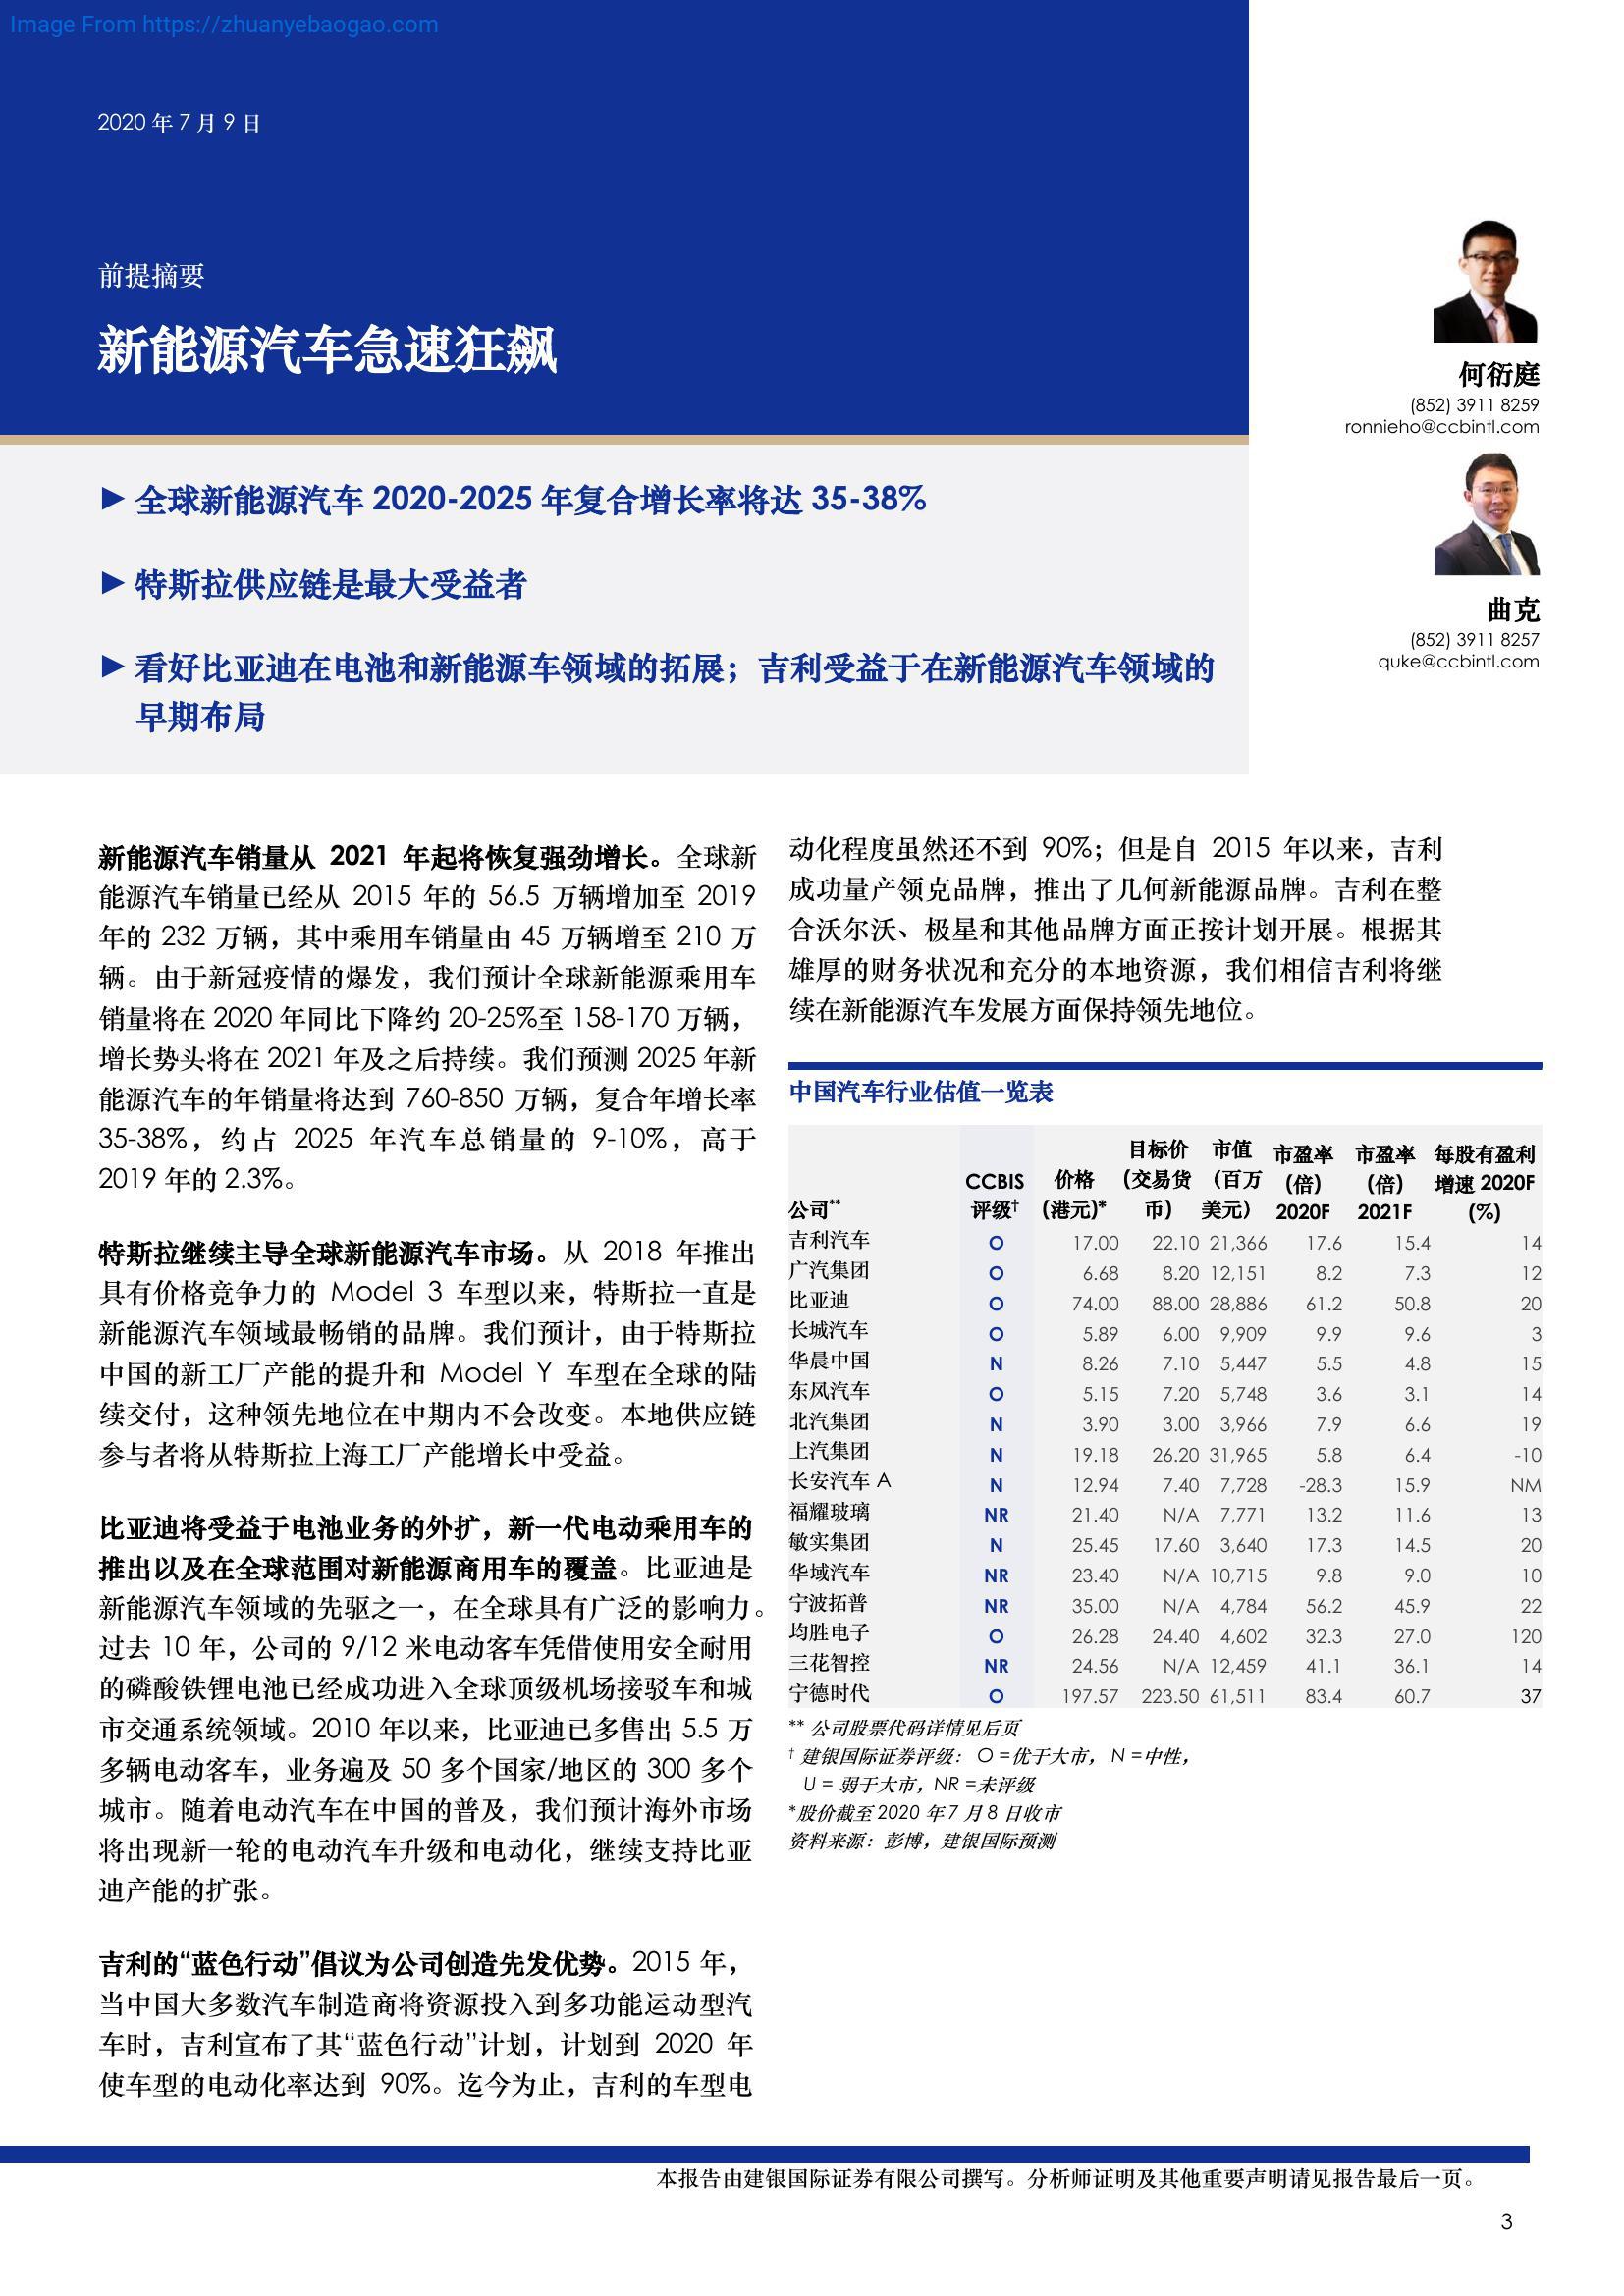 Image From https://zhuanyebaogao.com
2020 年 7 月 9 日
前提摘要
新能源汽车急速狂飙
何衍庭
(852) 3911 8259
ronnieho@ccbintl.com
曲克
(852) 3911 8257
quke@ccbintl.com
▶ 全球新能源汽车 2020-2025 年复合增长率将达 35-38%
▶ 特斯拉供应链是最大受益者
▶ 看好比亚迪在电池和新能源车领域的拓展；吉利受益于在新能源汽车领域的
早期布局
新能源汽车销量从 2021 年起将恢复强劲增长。全球新
能源汽车销量已经从 2015 年的 56.5 万辆增加至 2019
年的 232 万辆，其中乘用车销量由 45 万辆增至 210 万
辆。由于新冠疫情的爆发，我们预计全球新能源乘用车
销量将在 2020 年同比下降约 20-25%至 158-170 万辆，
增长势头将在 2021 年及之后持续。我们预测 2025 年新
能源汽车的年销量将达到 760-850 万辆，复合年增长率
35-38%，约占 2025 年汽车总销量的 9-10%，高于
2019 年的 2.3%。
特斯拉继续主导全球新能源汽车市场。从 2018 年推出
具有价格竞争力的 Model 3 车型以来，特斯拉一直是
新能源汽车领域最畅销的品牌。我们预计，由于特斯拉
中国的新工厂产能的提升和 Model Y 车型在全球的陆
续交付，这种领先地位在中期内不会改变。本地供应链
参与者将从特斯拉上海工厂产能增长中受益。
比亚迪将受益于电池业务的外扩，新一代电动乘用车的
推出以及在全球范围对新能源商用车的覆盖。比亚迪是
新能源汽车领域的先驱之一，在全球具有广泛的影响力。
过去 10 年，公司的 9/12 米电动客车凭借使用安全耐用
的磷酸铁锂电池已经成功进入全球顶级机场接驳车和城
市交通系统领域。2010 年以来，比亚迪已多售出 5.5 万
多辆电动客车，业务遍及 50 多个国家/地区的 300 多个
城市。随着电动汽车在中国的普及，我们预计海外市场
将出现新一轮的电动汽车升级和电动化，继续支持比亚
迪产能的扩张。
吉利的“蓝色行动”倡议为公司创造先发优势。2015 年，
当中国大多数汽车制造商将资源投入到多功能运动型汽
车时，吉利宣布了其“蓝色行动”计划，计划到 2020 年
使车型的电动化率达到 90%。迄今为止，吉利的车型电
动化程度虽然还不到 90%；但是自 2015 年以来，吉利
成功量产领克品牌，推出了几何新能源品牌。吉利在整
合沃尔沃、极星和其他品牌方面正按计划开展。根据其
雄厚的财务状况和充分的本地资源，我们相信吉利将继
续在新能源汽车发展方面保持领先地位。
中国汽车行业估值一览表
公司** CCBIS 评级† 价格 (港元)* 目标价 (交易货币) 市值 (百万美元) 市盈率 (倍) 2020F 市盈率 (倍) 2021F 每股有盈利增速 2020F (%)
吉利汽车 O 17.00 22.10 21,366 17.6 15.4 14
广汽集团 O 6.68 8.20 12,151 8.2 7.3 12
比亚迪 O 74.00 88.00 28,886 61.2 50.8 20
长城汽车 O 5.89 6.00 9,909 9.9 9.6 3
华晨中国 N 8.26 7.10 5,447 5.5 4.8 15
东风汽车 O 5.15 7.20 5,748 3.6 3.1 14
北汽集团 N 3.90 3.00 3,966 7.9 6.6 19
上汽集团 N 19.18 26.20 31,965 5.8 6.4 -10
长安汽车 A N 12.94 7.40 7,728 -28.3 15.9 NM
福耀玻璃 NR 21.40 N/A 7,771 13.2 11.6 13
敏实集团 N 25.45 17.60 3,640 17.3 14.5 20
华域汽车 NR 23.40 N/A 10,715 9.8 9.0 10
宁波拓普 NR 35.00 N/A 4,784 56.2 45.9 22
均胜电子 O 26.28 24.40 4,602 32.3 27.0 120
三花智控 NR 24.56 N/A 12,459 41.1 36.1 14
宁德时代 O 197.57 223.50 61,511 83.4 60.7 37
** 公司股票代码详情见后页
† 建银国际证券评级： O =优于大市， N =中性，
U = 弱于大市，NR =未评级
*股价截至 2020 年 7 月 8 日收市
资料来源：彭博，建银国际预测
本报告由建银国际证券有限公司撰写。分析师证明及其他重要声明请见报告最后一页。
3